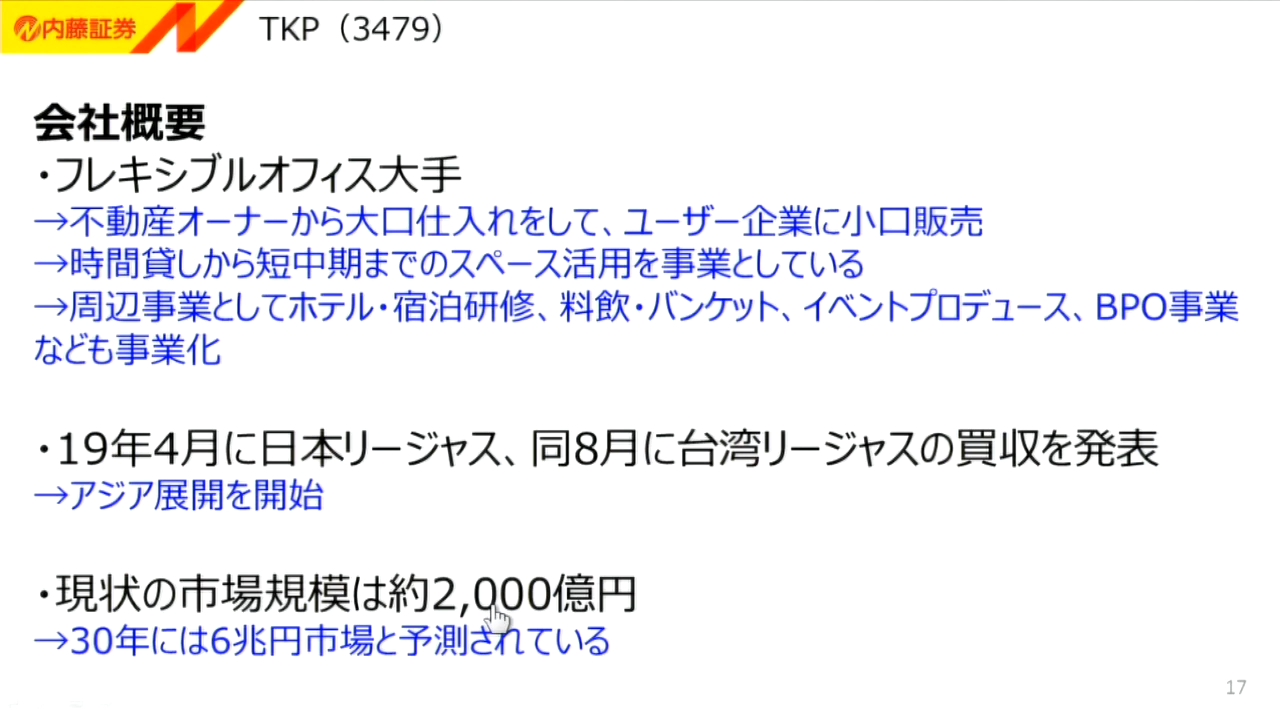 内藤証券
TKP（3479）
会社概要
・フレキシブルオフィス大手
→不動産オーナーから大口仕入れをして、ユーザー企業に小口販売
→時間貸しから短中期までのスペース活用を事業としている
→周辺事業としてホテル・宿泊研修、料飲・バンケット、イベントプロデュース、BPO事業
なども事業化
・19年4月に日本リージャス、同8月に台湾リージャスの買収を発表
→アジア展開を開始
・現状の市場規模は約2,000億円
→30年には6兆円市場と予測されている
17